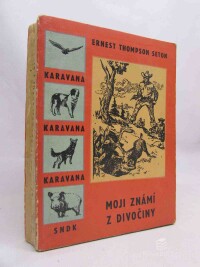 ERNEST THOMPSON SETON
KARAVANA
KARAVANA
KARAVANA
MOJI ZNÁMÍ
Z DIVOČINY
SNDK